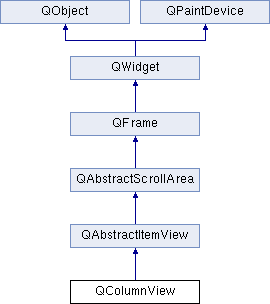 QObject
QPaintDevice
QWidget
QFrame
QAbstractScrollArea
QAbstractItemView
QColumnView